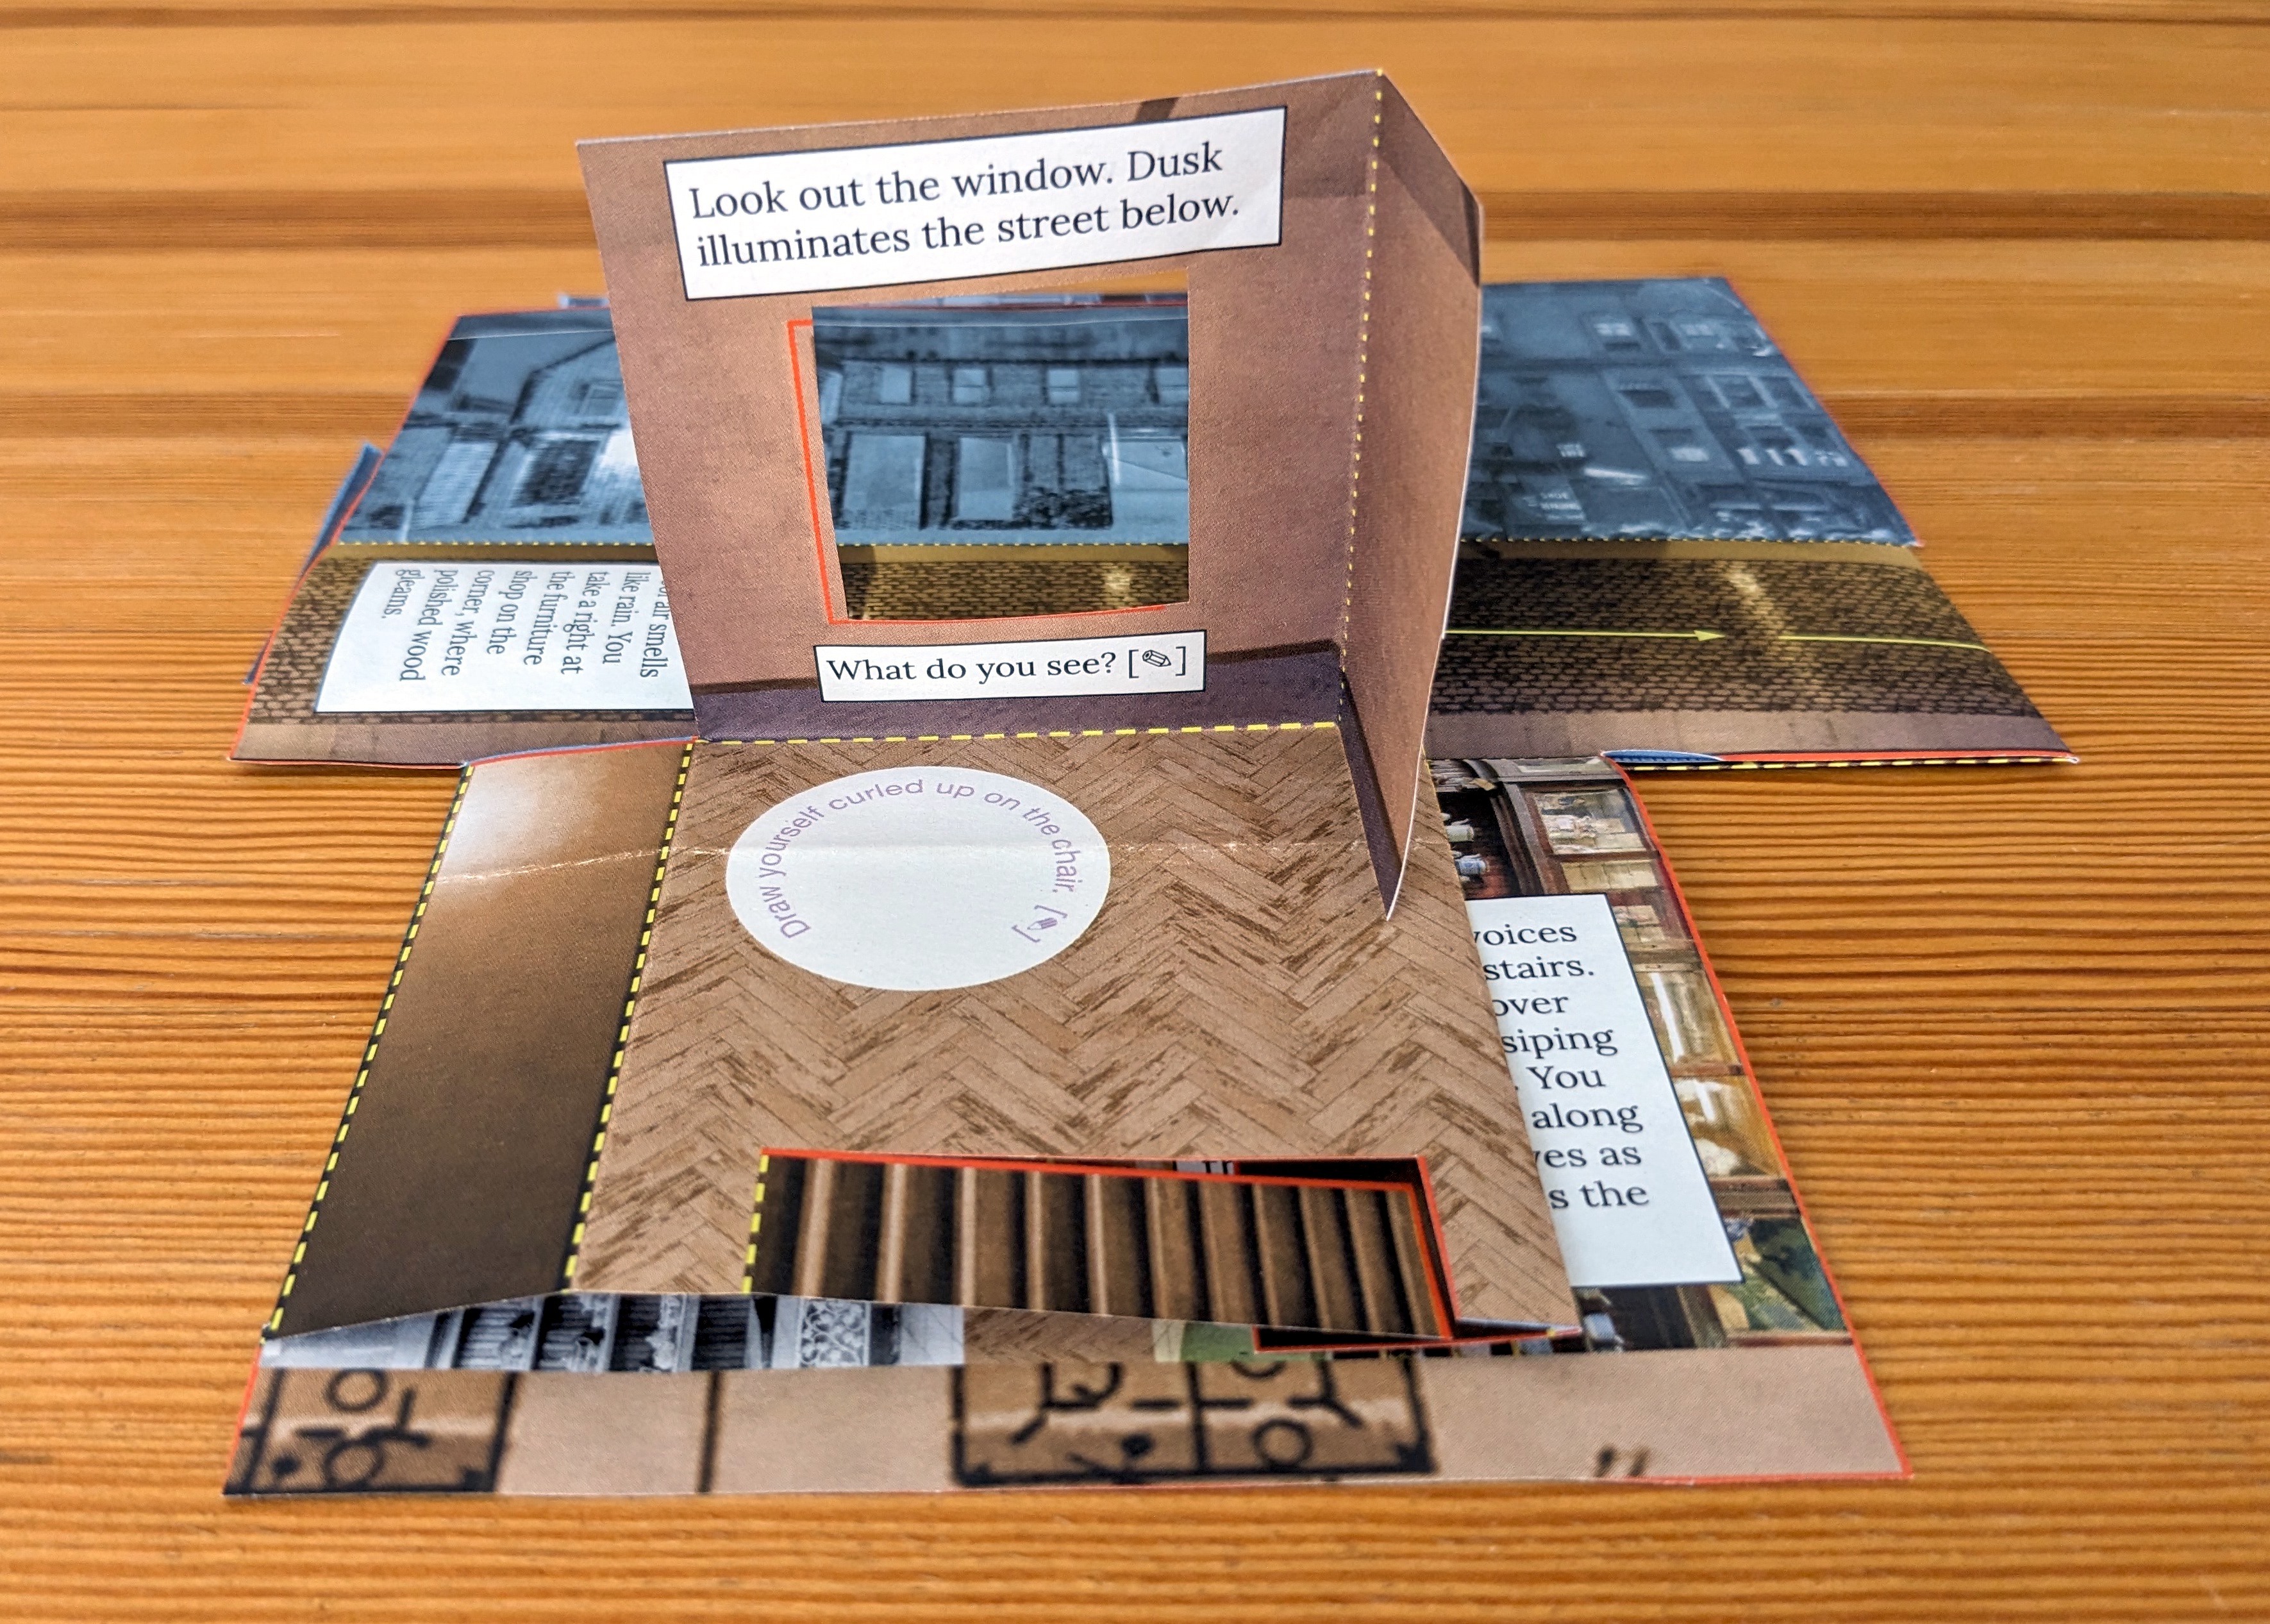 Look out the window. Dusk
illuminates the street below.
What do you see? [✏]
air smells
like rain. You
take a right at
the furniture
shop on the
corner, where
polished wood
gleams.
Draw yourself curled up on the chair. [✏]
voices
stairs.
over
siping
. You
along
es as
s the